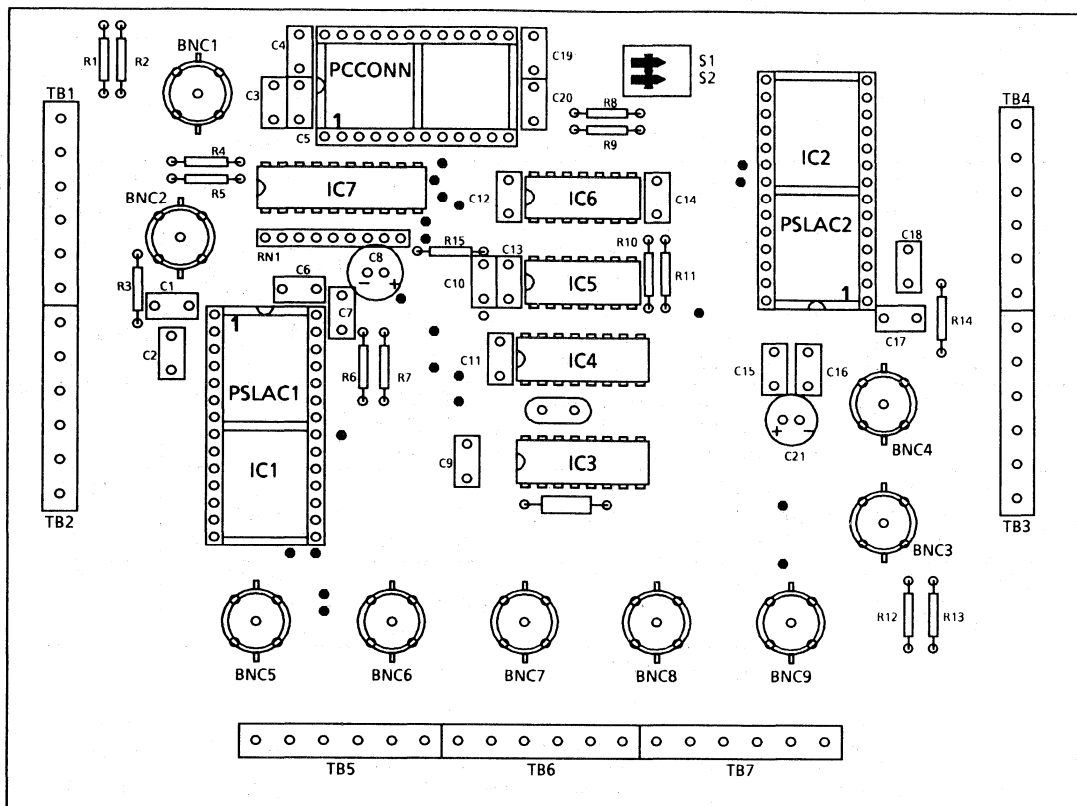 R1
R2
BNC1
C4
PCCONN
C19
S1
S2
TB1
C3
C5
1
C20
R8
R9
TB4
R4
R5
IC7
C12
IC6
C14
IC2
PSLAC2
BNC2
RN1
C8
− +
R15
C13
C10
IC5
R10
R11
C18
1
R3
C1
C6
C7
C17
R14
C2
1
PSLAC1
R6
R7
C11
IC4
C15
C16
+ −
C21
BNC4
IC1
C9
IC3
TB2
TB3
BNC3
R12
R13
BNC5
BNC6
BNC7
BNC8
BNC9
TB5
TB6
TB7